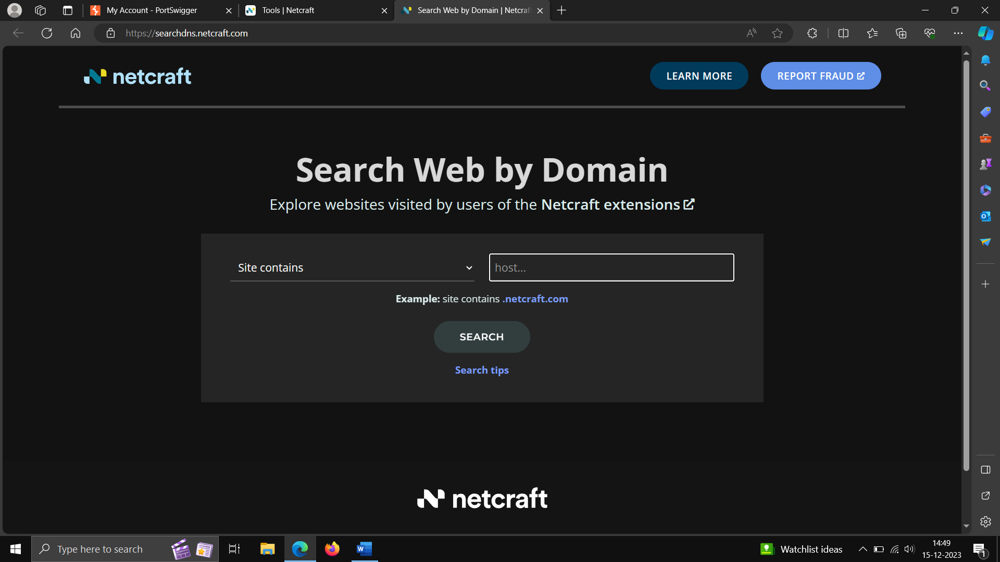 My Account - PortSwigger
Tools | Netcraft
Search Web by Domain | Netcraf
https://searchdns.netcraft.com
netcraft
LEARN MORE
REPORT FRAUD
Search Web by Domain
Explore websites visited by users of the Netcraft extensions
Site contains
host...
Example: site contains .netcraft.com
SEARCH
Search tips
netcraft
Type here to search
Watchlist ideas
14:49
15-12-2023
1